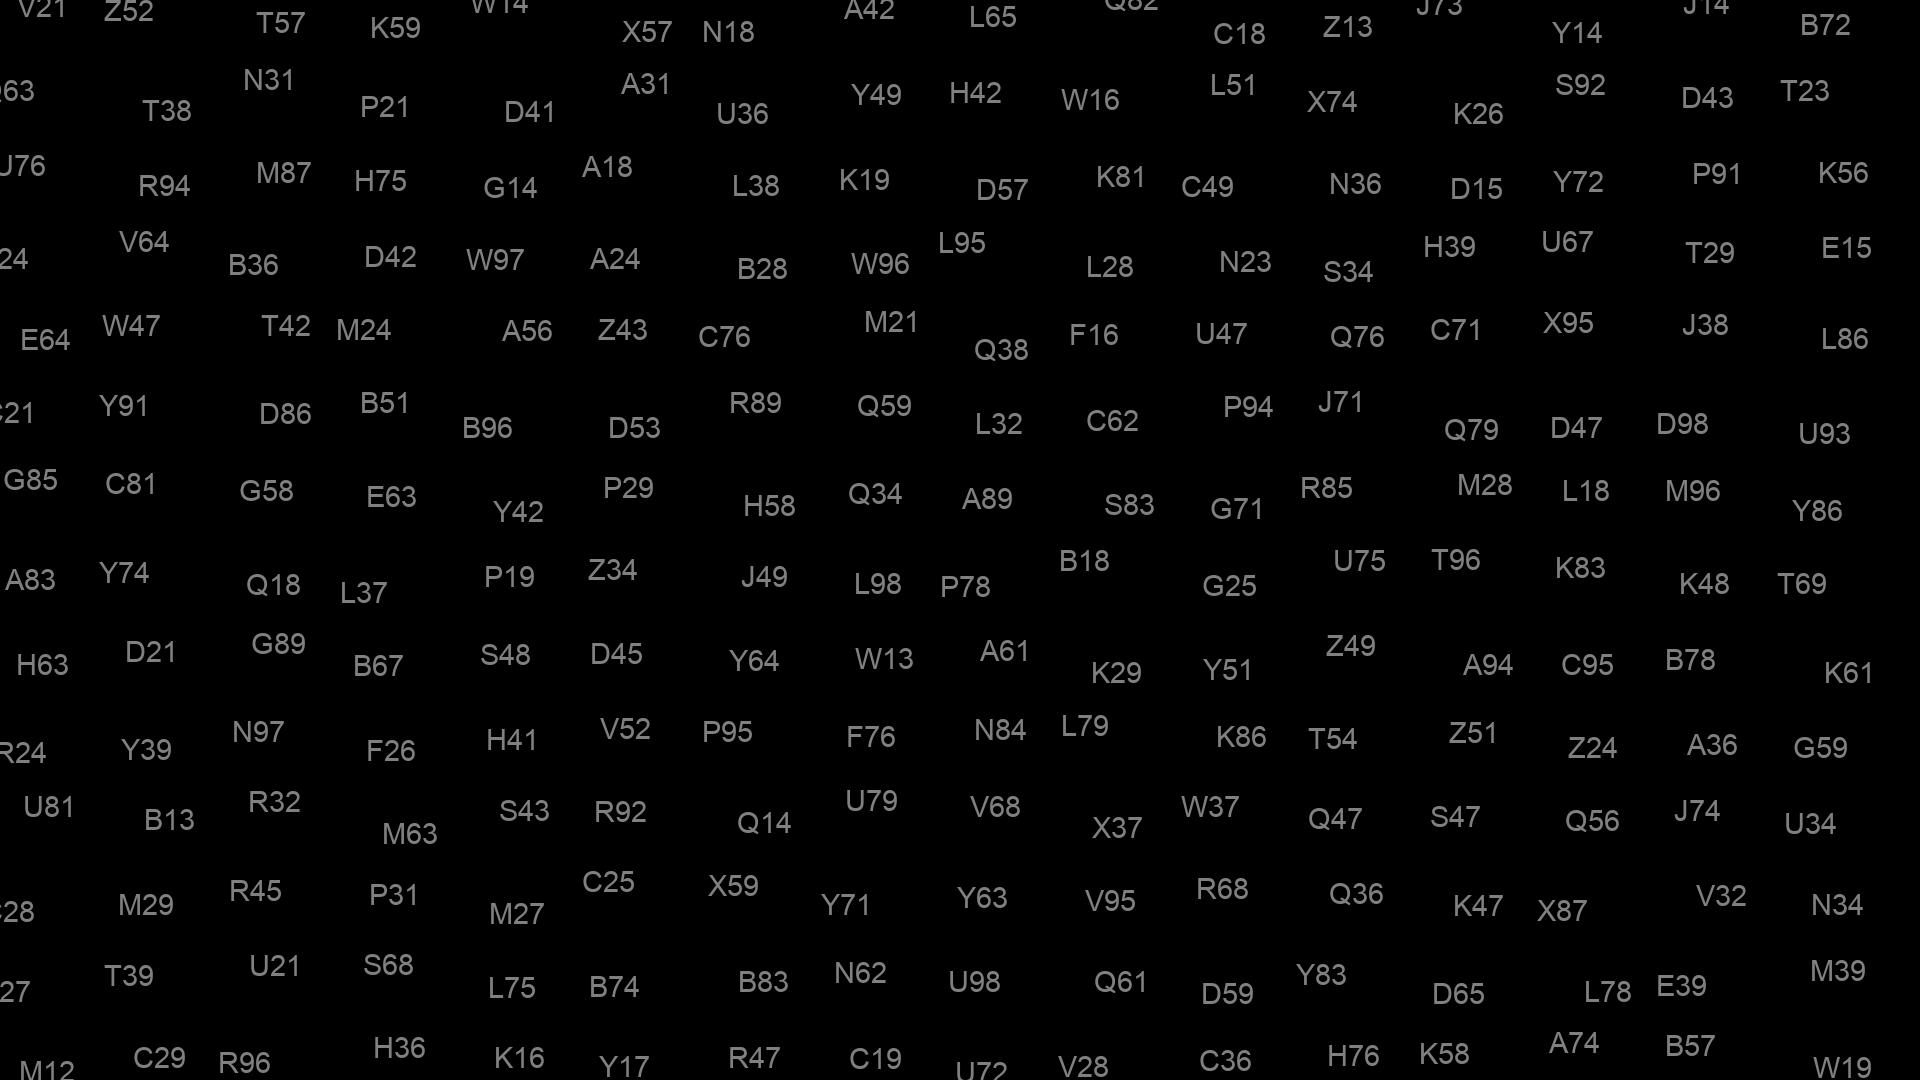 V21 Z52 T57 K59 W14 X57 N18 A42 L65 Q82 C18 Z13 J73 Y14 J14 B72
63 T38 N31 P21 D41 A31 U36 Y49 H42 W16 L51 X74 K26 S92 D43 T23
U76 R94 M87 H75 G14 A18 L38 K19 D57 K81 C49 N36 D15 Y72 P91 K56
24 V64 B36 D42 W97 A24 B28 W96 L95 L28 N23 S34 H39 U67 T29 E15
E64 W47 T42 M24 A56 Z43 C76 M21 Q38 F16 U47 Q76 C71 X95 J38 L86
21 Y91 D86 B51 B96 D53 R89 Q59 L32 C62 P94 J71 Q79 D47 D98 U93
G85 C81 G58 E63 Y42 P29 H58 Q34 A89 S83 G71 R85 M28 L18 M96 Y86
A83 Y74 Q18 L37 P19 Z34 J49 L98 P78 B18 G25 U75 T96 K83 K48 T69
H63 D21 G89 B67 S48 D45 Y64 W13 A61 K29 Y51 Z49 A94 C95 B78 K61
R24 Y39 N97 F26 H41 V52 P95 F76 N84 L79 K86 T54 Z51 Z24 A36 G59
U81 B13 R32 M63 S43 R92 Q14 U79 V68 X37 W37 Q47 S47 Q56 J74 U34
28 M29 R45 P31 M27 C25 X59 Y71 Y63 V95 R68 Q36 K47 X87 V32 N34
27 T39 U21 S68 L75 B74 B83 N62 U98 Q61 D59 Y83 D65 L78 E39 M39
M12 C29 R96 H36 K16 Y17 R47 C19 U72 V28 C36 H76 K58 A74 B57 W19